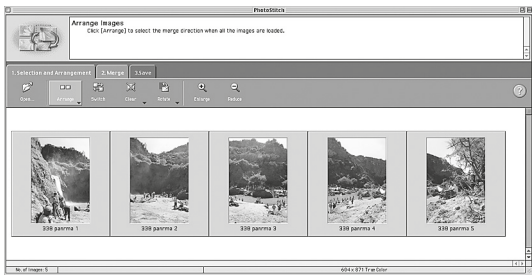 PhotoStitch
Arrange Images
Click [Arrange] to select the merge direction when all the images are loaded.
1. Selection and Arrangement 2. Merge 3. Save
Open... Arrange Switch Clear Rotate Enlarge Reduce
?
338 panrma 1 338 panrma 2 338 panrma 3 338 panrma 4 338 panrma 5
No. of Images: 5 604 x 871 True Color